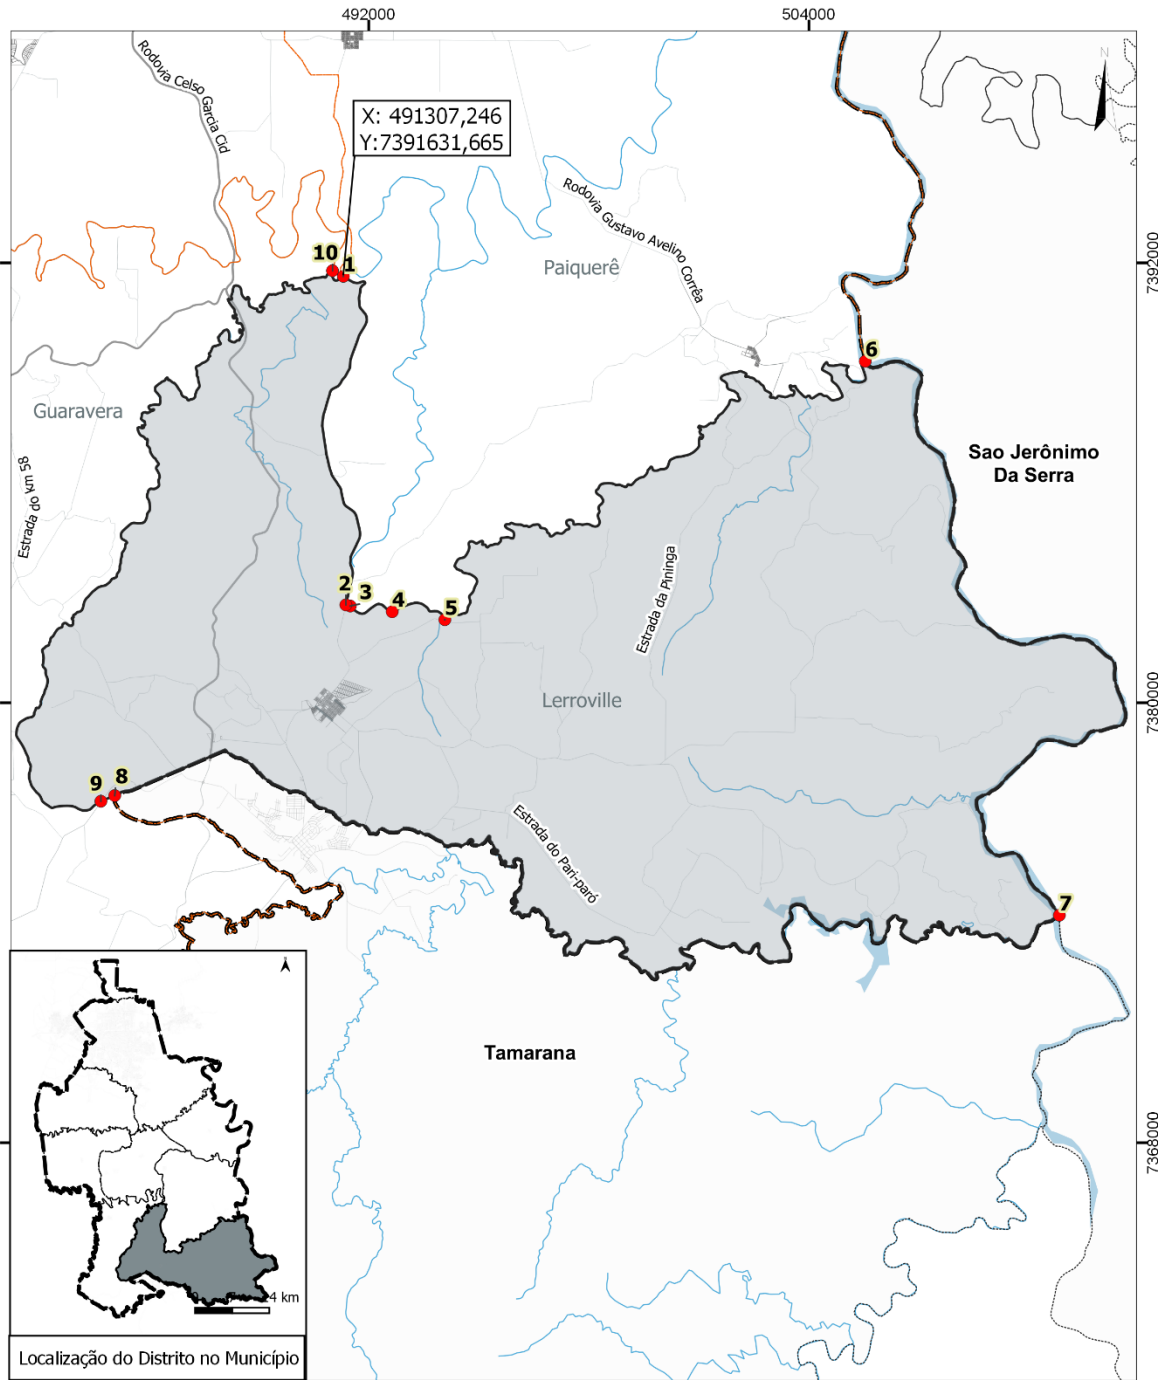 492000
504000
N
Rodovia Celso Garcia Cid
X: 491307,246
Y:7391631,665
Rodovia Gustavo Avelino Corrêa
10
1
Paiquerê
7392000
6
Guaravera
Sao Jerônimo
Da Serra
Estrada do km 58
Estrada da Pininga
2
3
4
5
Lerroville
7380000
9
8
Estrada do Pari-paró
7
Tamarana
7368000
km
Localização do Distrito no Município